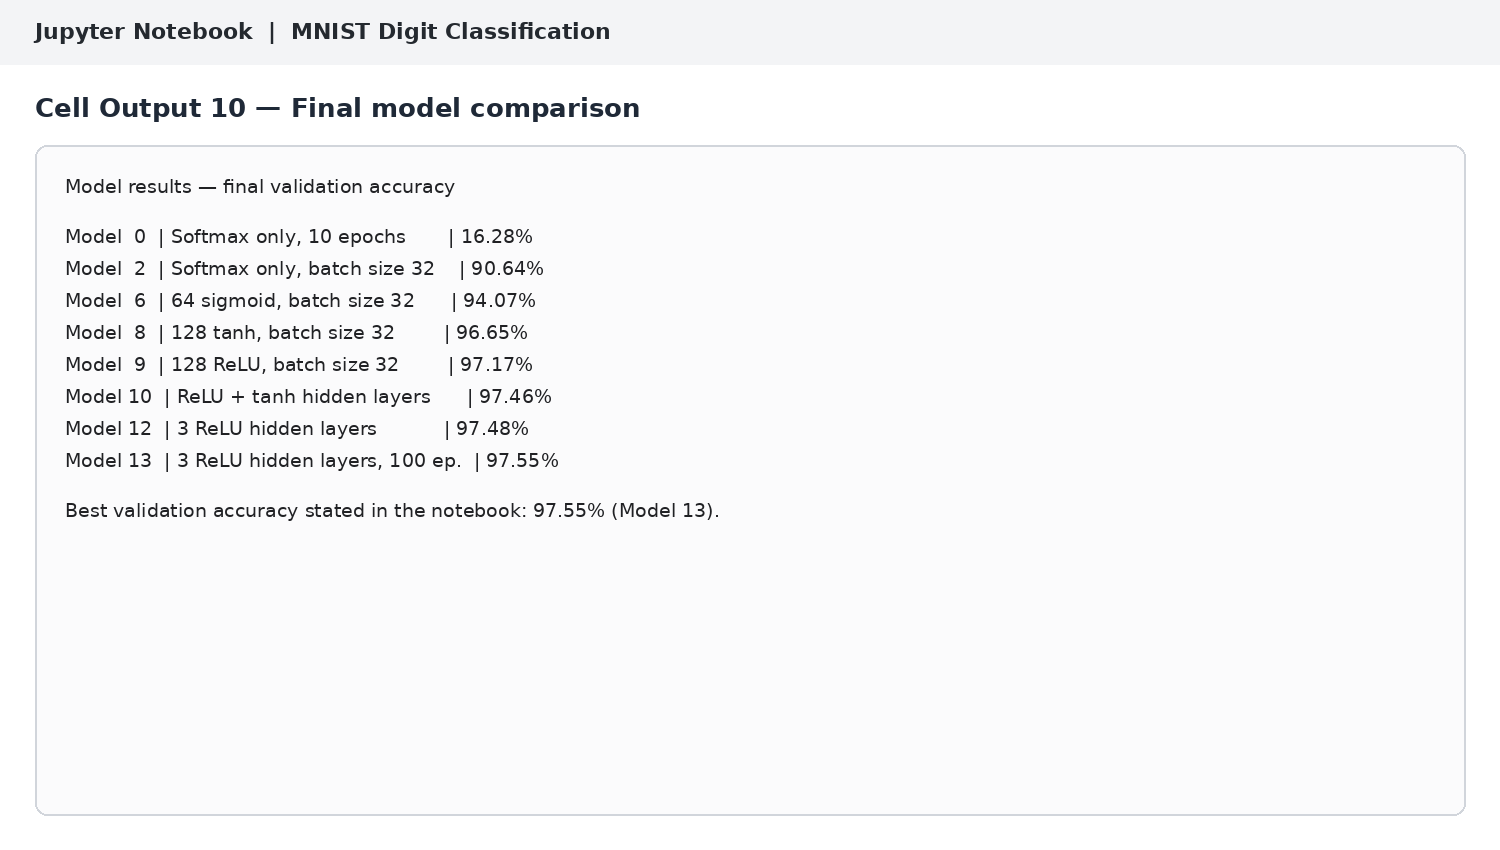 Jupyter Notebook | MNIST Digit Classification
Cell Output 10 — Final model comparison
Model results — final validation accuracy
Model 0 | Softmax only, 10 epochs | 16.28%
Model 2 | Softmax only, batch size 32 | 90.64%
Model 6 | 64 sigmoid, batch size 32 | 94.07%
Model 8 | 128 tanh, batch size 32 | 96.65%
Model 9 | 128 ReLU, batch size 32 | 97.17%
Model 10 | ReLU + tanh hidden layers | 97.46%
Model 12 | 3 ReLU hidden layers | 97.48%
Model 13 | 3 ReLU hidden layers, 100 ep. | 97.55%
Best validation accuracy stated in the notebook: 97.55% (Model 13).